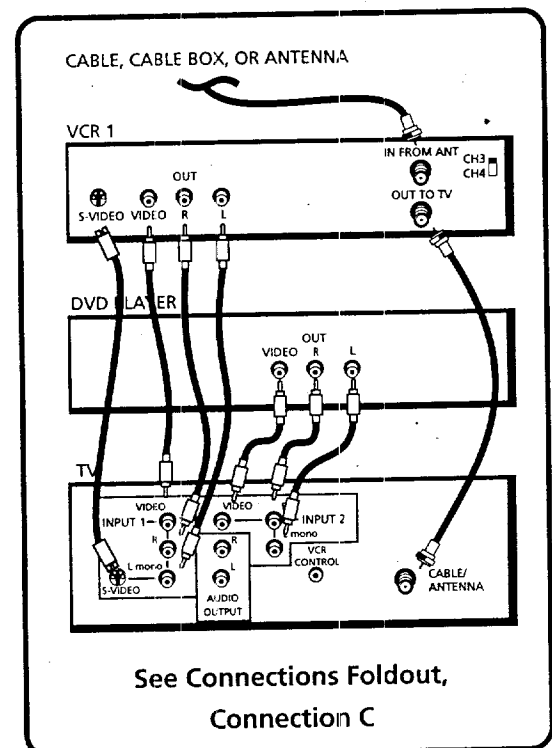 CABLE, CABLE BOX, OR ANTENNA
VCR 1
IN FROM ANT
CH3
CH4
OUT
OUT TO TV
S-VIDEO VIDEO R L
DVD PLAYER
OUT
VIDEO R L
TV
VIDEO VIDEO
INPUT 1 INPUT 2
R R L mono
L mono L VCR
CONTROL
S-VIDEO CABLE/
ANTENNA
AUDIO
OUTPUT
See Connections Foldout,
Connection C